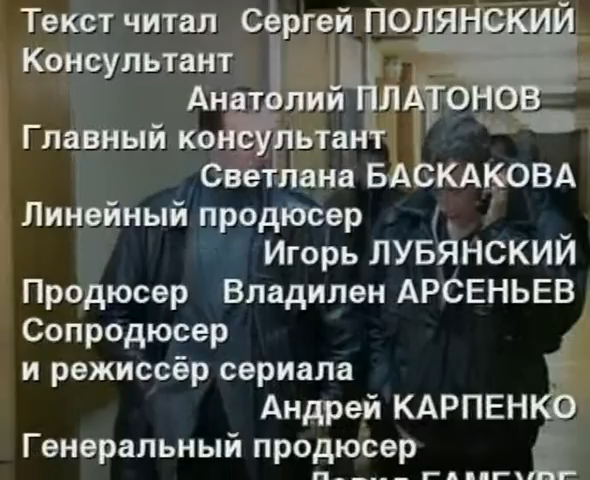 Текст читал Сергей ПОЛЯНСКИЙ
Консультант
Анатолий ПЛАТОНОВ
Главный консультант
Светлана БАСКАКОВА
Линейный продюсер
Игорь ЛУБЯНСКИЙ
Продюсер Владилен АРСЕНЬЕВ
Сопродюсер
и режиссёр сериала
Андрей КАРПЕНКО
Генеральный продюсер